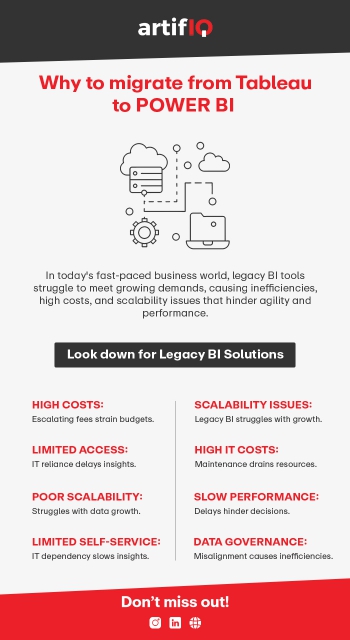 artifIQ
Why to migrate from Tableau
to POWER BI
In today's fast-paced business world, legacy BI tools
struggle to meet growing demands, causing inefficiencies,
high costs, and scalability issues that hinder agility and
performance.
Look down for Legacy BI Solutions
HIGH COSTS:
Escalating fees strain budgets.
LIMITED ACCESS:
IT reliance delays insights.
POOR SCALABILITY:
Struggles with data growth.
LIMITED SELF-SERVICE:
IT dependency slows insights.
SCALABILITY ISSUES:
Legacy BI struggles with growth.
HIGH IT COSTS:
Maintenance drains resources.
SLOW PERFORMANCE:
Delays hinder decisions.
DATA GOVERNANCE:
Misalignment causes inefficiencies.
Don't miss out!